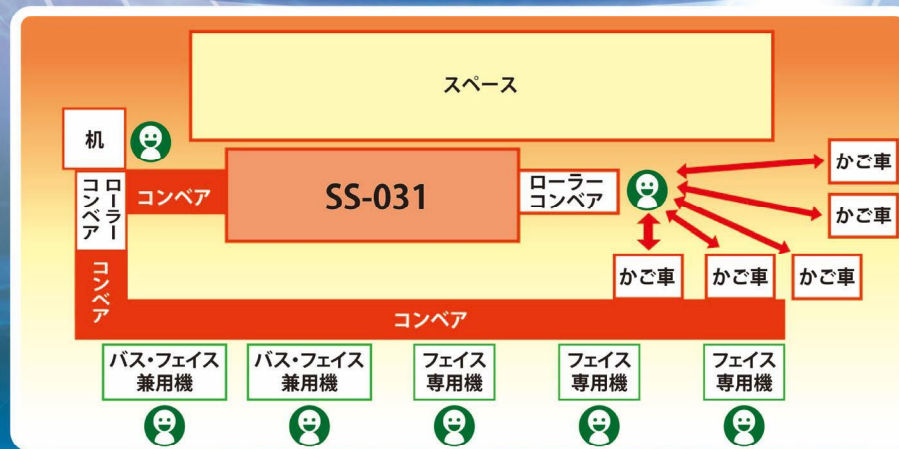 スペース
机
ローラー
コンベア
コンベア
SS-031
ローラー
コンベア
かご車
かご車
かご車
かご車
かご車
コンベア
コンベア
バス・フェイス
兼用機
バス・フェイス
兼用機
フェイス
専用機
フェイス
専用機
フェイス
専用機